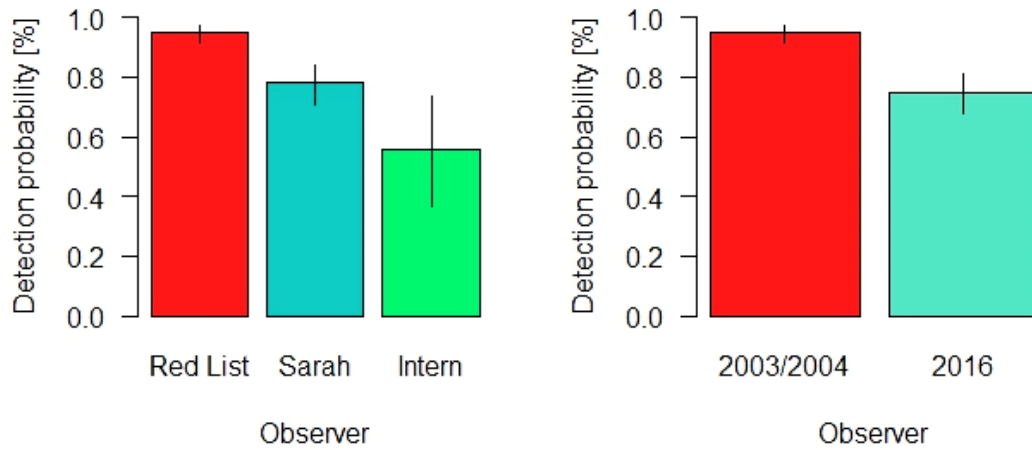 Detection probability [%]
1.0
0.8
0.6
0.4
0.2
0.0
Red List Sarah Intern
Observer
Detection probability [%]
1.0
0.8
0.6
0.4
0.2
0.0
2003/2004 2016
Observer